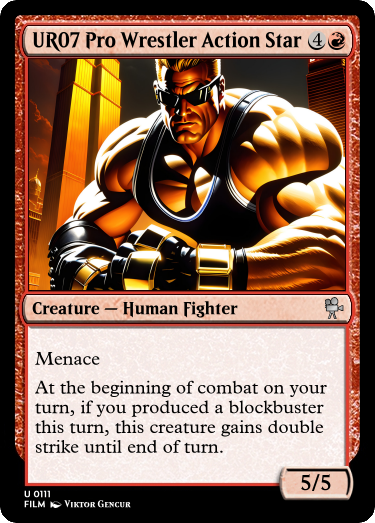 UR07 Pro Wrestler Action Star 4
Creature — Human Fighter
Menace
At the beginning of combat on your
turn, if you produced a blockbuster
this turn, this creature gains double
strike until end of turn.
5/5
U 0111
FILM Viktor Gencur